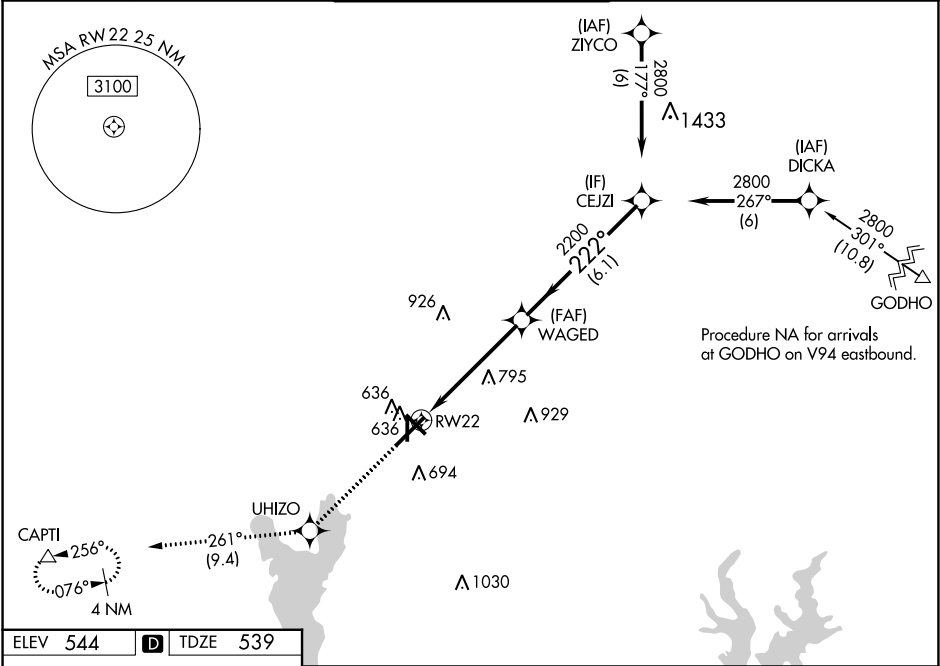 MSA RW22 25 NM
3100
(IAF)
ZIYCO
2800
177°
(6)
1433
(IAF)
DICKA
2800
267°
(6)
(IF)
CEJZI
2800
301°
(10.8)
GODHO
2200
222°
(6.1)
Procedure NA for arrivals
at GODHO on V94 eastbound.
926
(FAF)
WAGED
795
636
636
RW22
929
694
UHIZO
261°
(9.4)
CAPTI
256°
076°
4 NM
1030
ELEV 544 D TDZE 539